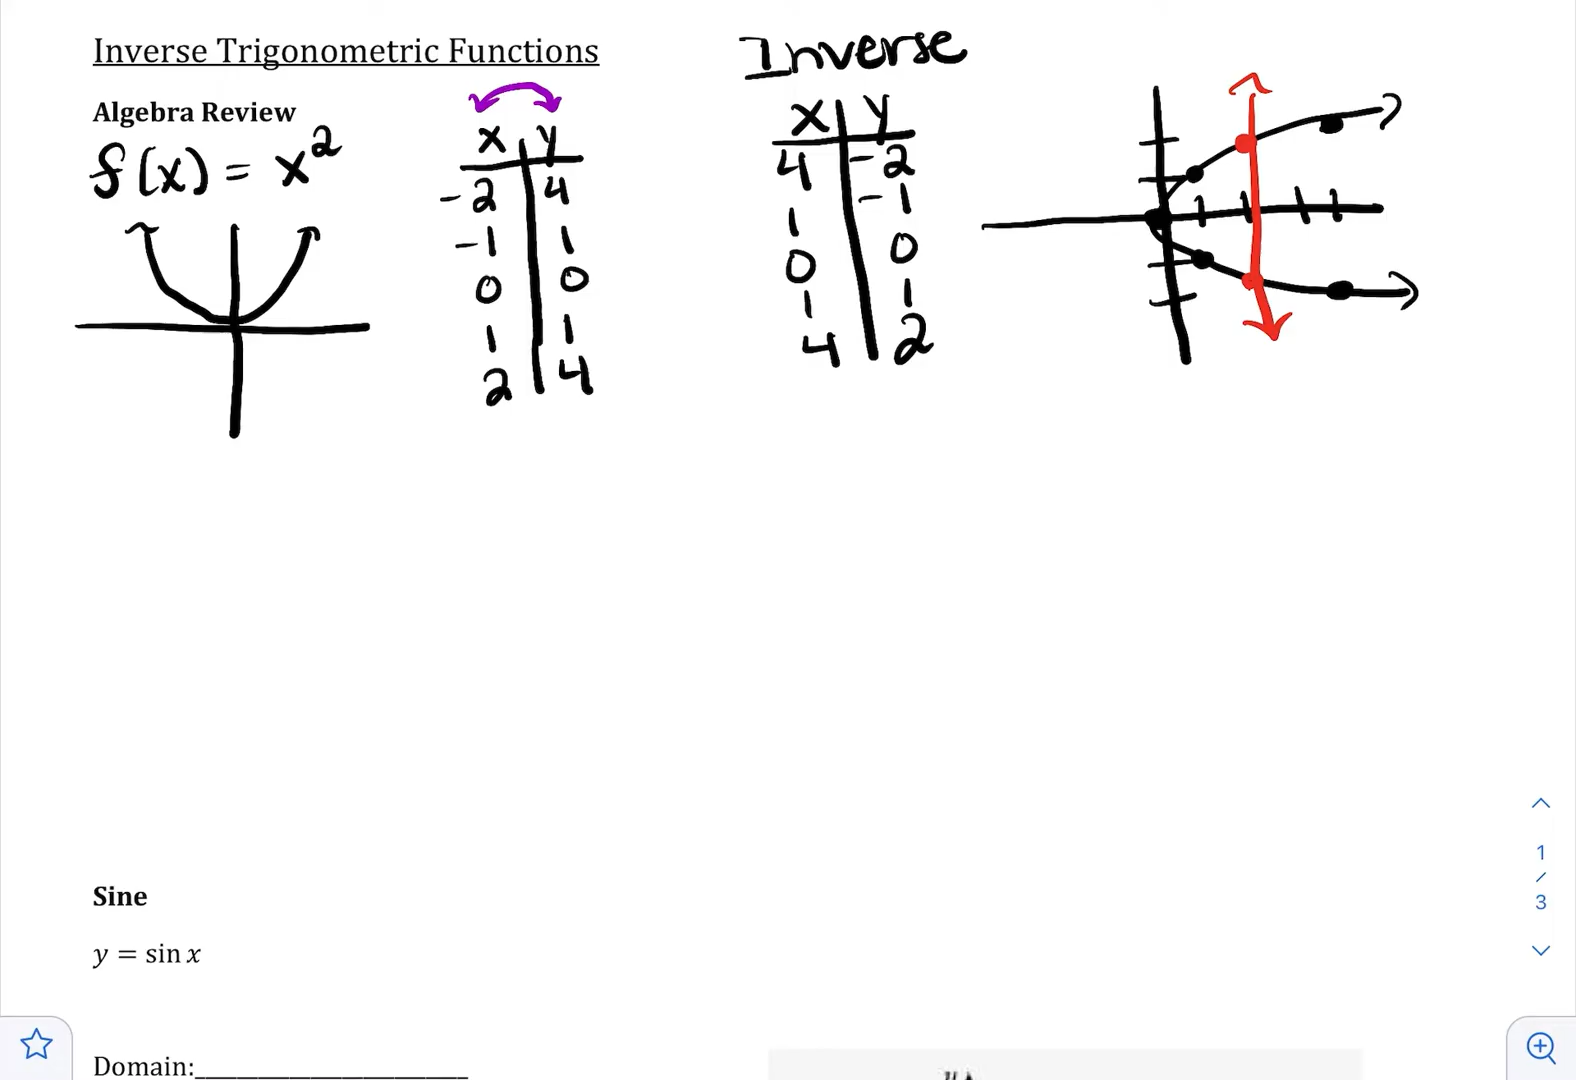 Inverse Trigonometric Functions
Algebra Review
f(x) = x²
x y
-2 4
-1 1
0 0
1 1
2 4
Inverse
x y
4 -2
1 -1
0 0
1 1
4 2
Sine
y = sin x
Domain:____________________
y
1
/
3